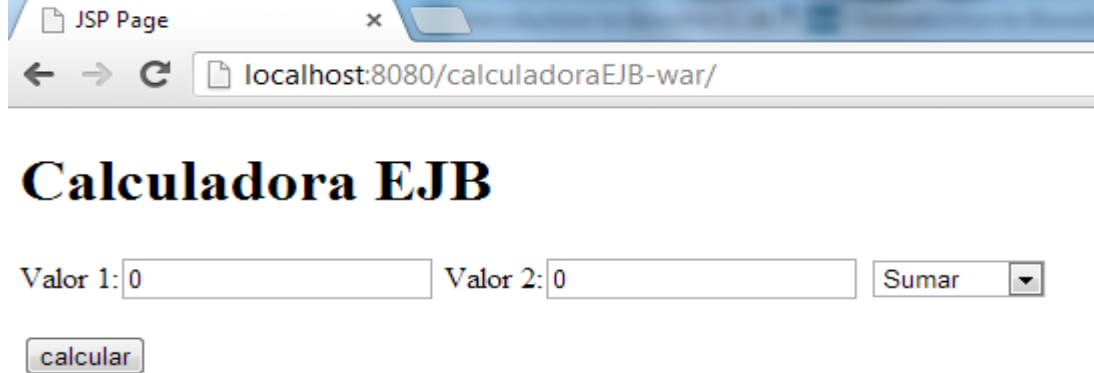 JSP Page
localhost:8080/calculadoraEJB-war/
Calculadora EJB
Valor 1: 0 Valor 2: 0 Sumar
calcular